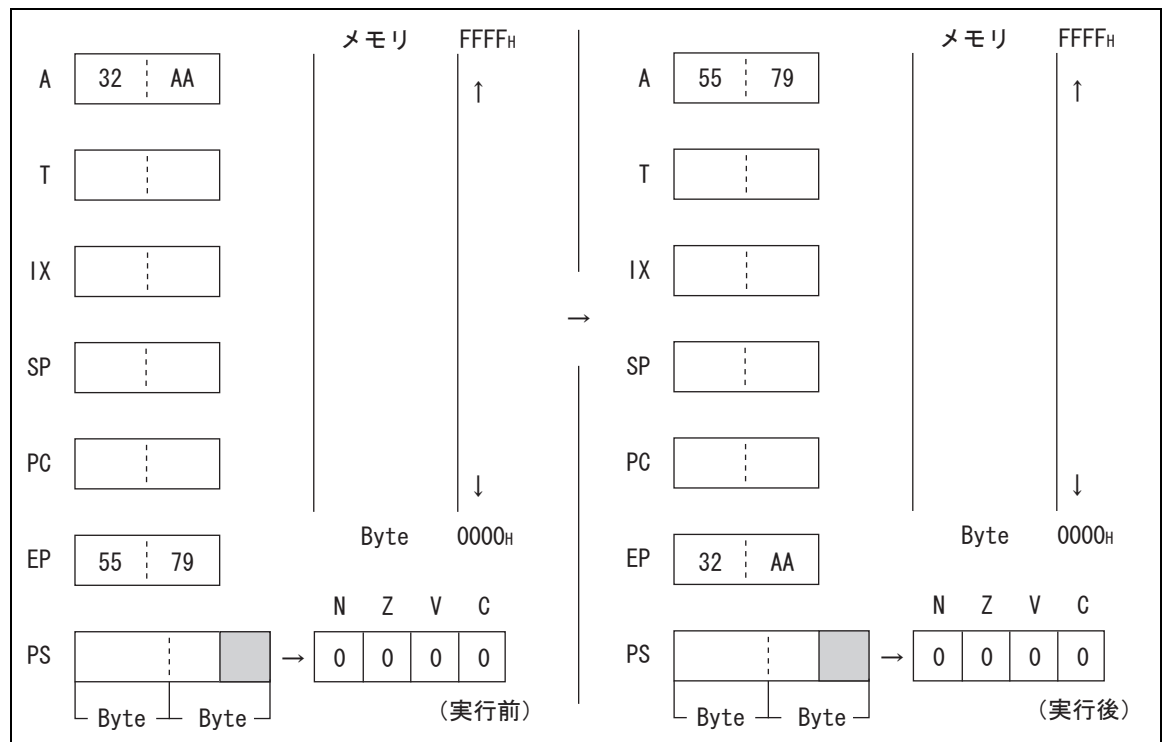 メモリ FFFFH
A 32 AA ↑
T
IX
SP
PC ↓
Byte 0000H
EP 55 79
N Z V C
PS → 0 0 0 0
Byte Byte (実行前)
→
メモリ FFFFH
A 55 79 ↑
T
IX
SP
PC ↓
Byte 0000H
EP 32 AA
N Z V C
PS → 0 0 0 0
Byte Byte (実行後)